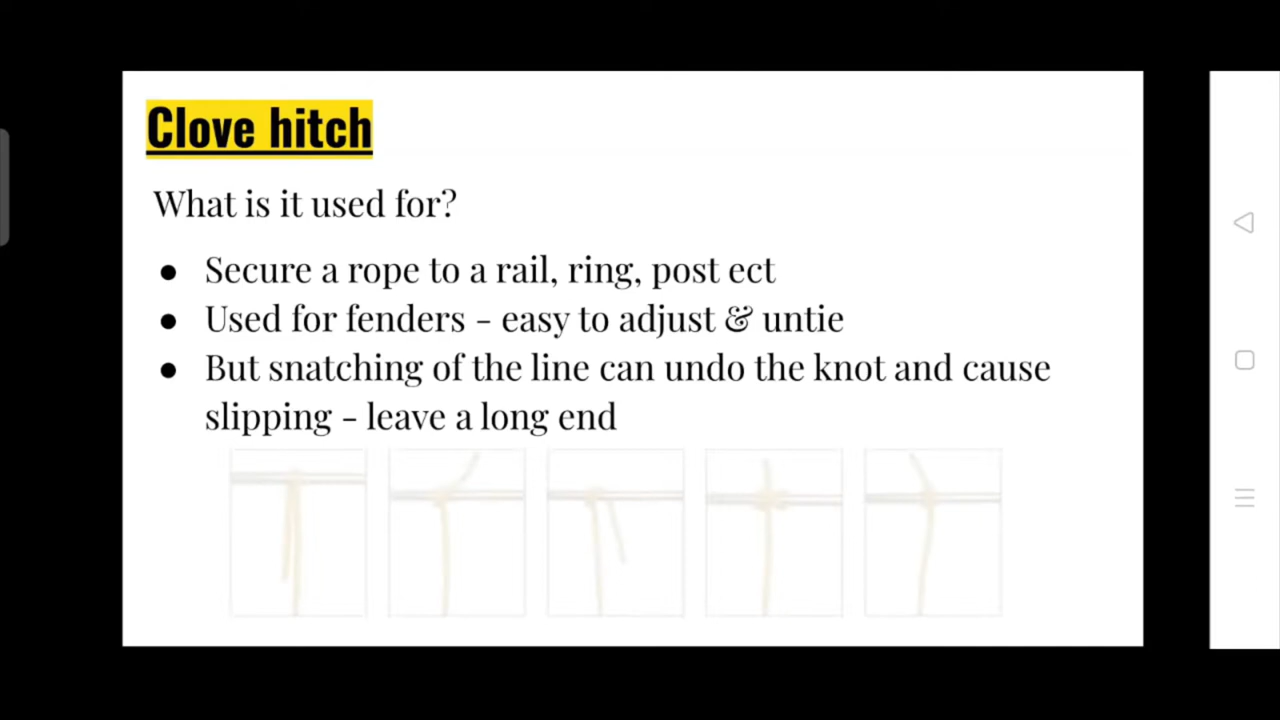 Clove hitch
What is it used for?
● Secure a rope to a rail, ring, post ect
● Used for fenders - easy to adjust & untie
● But snatching of the line can undo the knot and cause
slipping - leave a long end